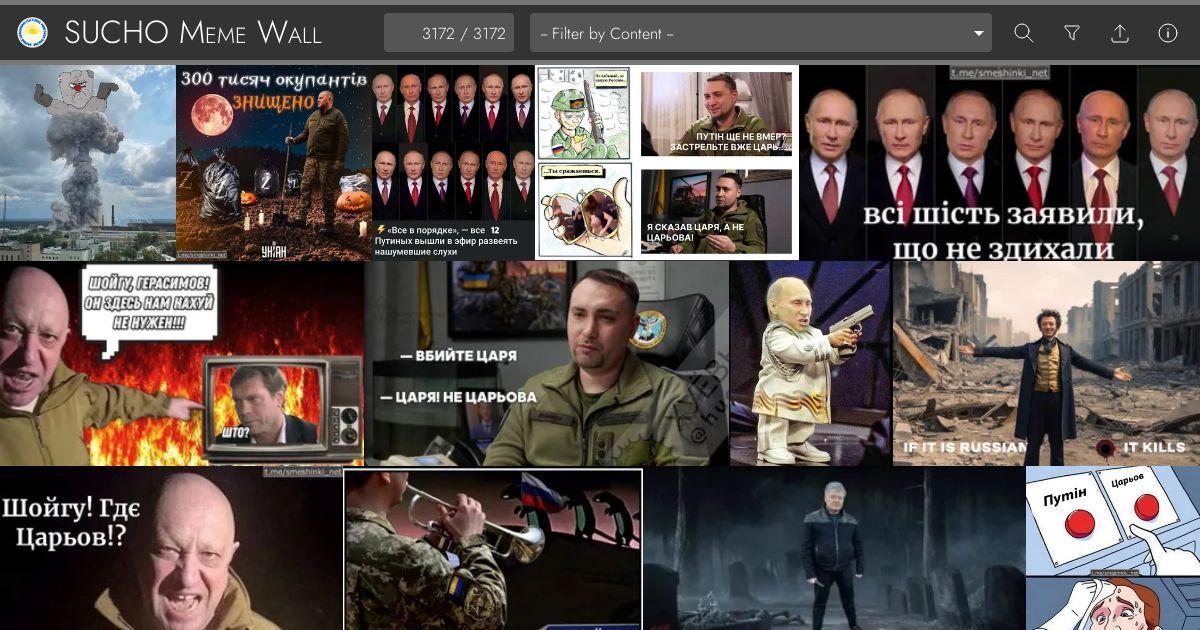 SUCHO Meme Wall
3172 / 3172
– Filter by Content –
300 тисяч окупантів
ЗНИЩЕНО
Z
УНІАН
t.me/smeshinki_net
⚡ «Все в порядке», — все 12
Путиных вышли в эфир развеять
нашумевшие слухи
...Ты сражаешься.
ПУТІН ЩЕ НЕ ВМЕР?
ЗАСТРЕЛЬТЕ ВЖЕ ЦАРЬ...
Я СКАЗАВ ЦАРЯ, А НЕ
ЦАРЬОВА!
t.me/smeshinki_net
всі шість заявили,
що не здихали
ШОЙГУ, ГЕРАСИМОВ!
ОН ЗДЕСЬ НАМ НАХУЙ
НЕ НУЖЕН!!!
ШТО?
— ВБИЙТЕ ЦАРЯ
— ЦАРЯ! НЕ ЦАРЬОВА
IF IT IS RUSSIAN
IT KILLS
t.me/smeshinki_net
Шойгу! Где
Царьов!?
Путін
Царьов
t.me/smeshinki_net